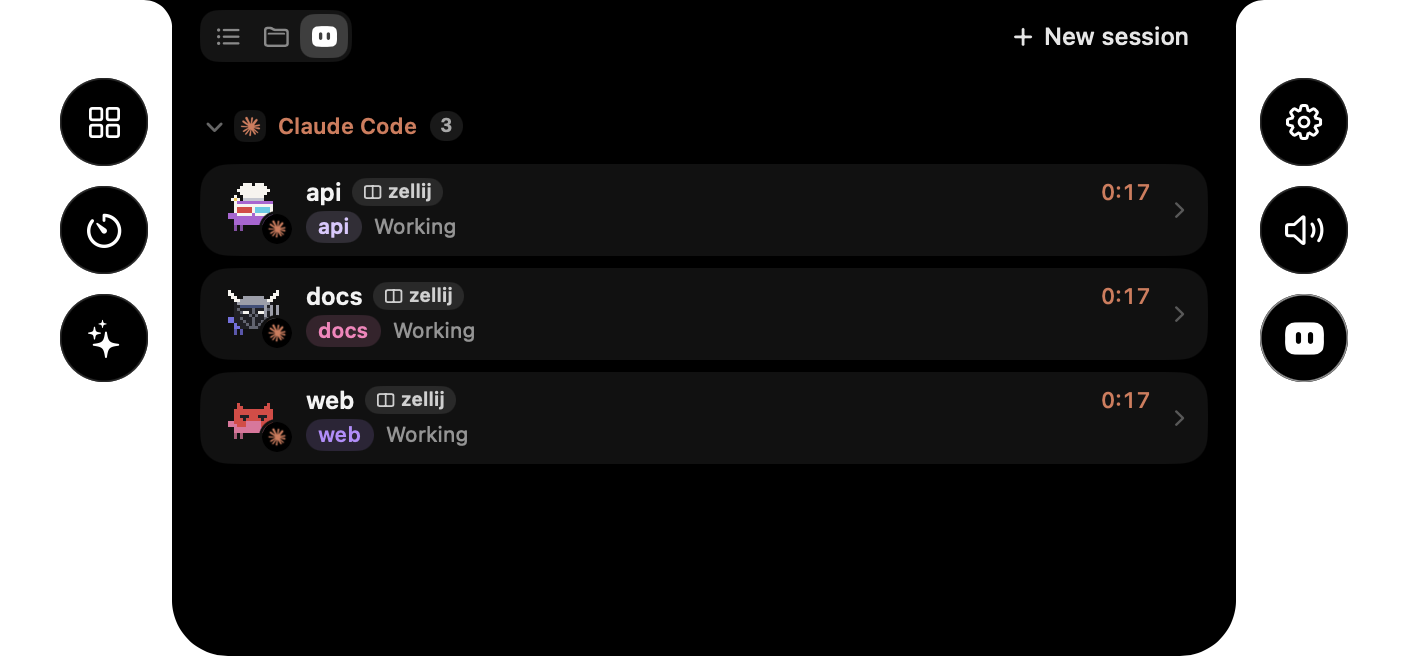 New session
Claude Code 3
api zellij 0:17
api Working
docs zellij 0:17
docs Working
web zellij 0:17
web Working